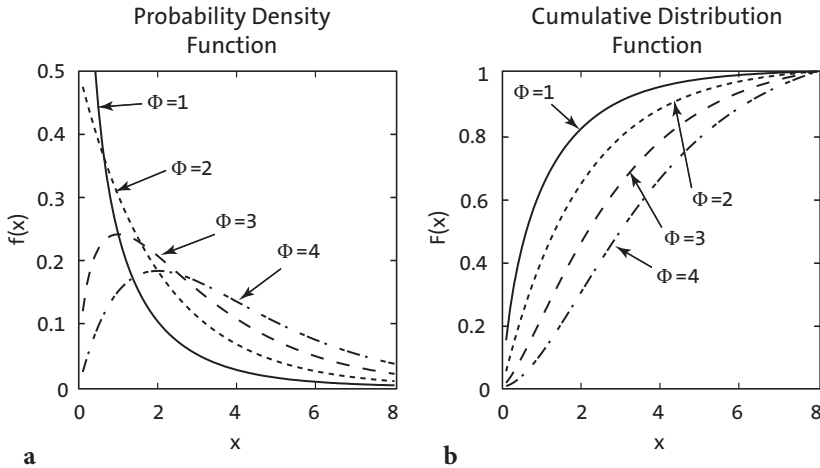 Probability Density
Function
0.5
0.4
0.3
0.2
0.1
0
0
2
4
6
8
f(x)
x
Φ=1
Φ=2
Φ=3
Φ=4
a
Cumulative Distribution
Function
1
0.8
0.6
0.4
0.2
0
0
2
4
6
8
F(x)
x
Φ=1
Φ=2
Φ=3
Φ=4
b